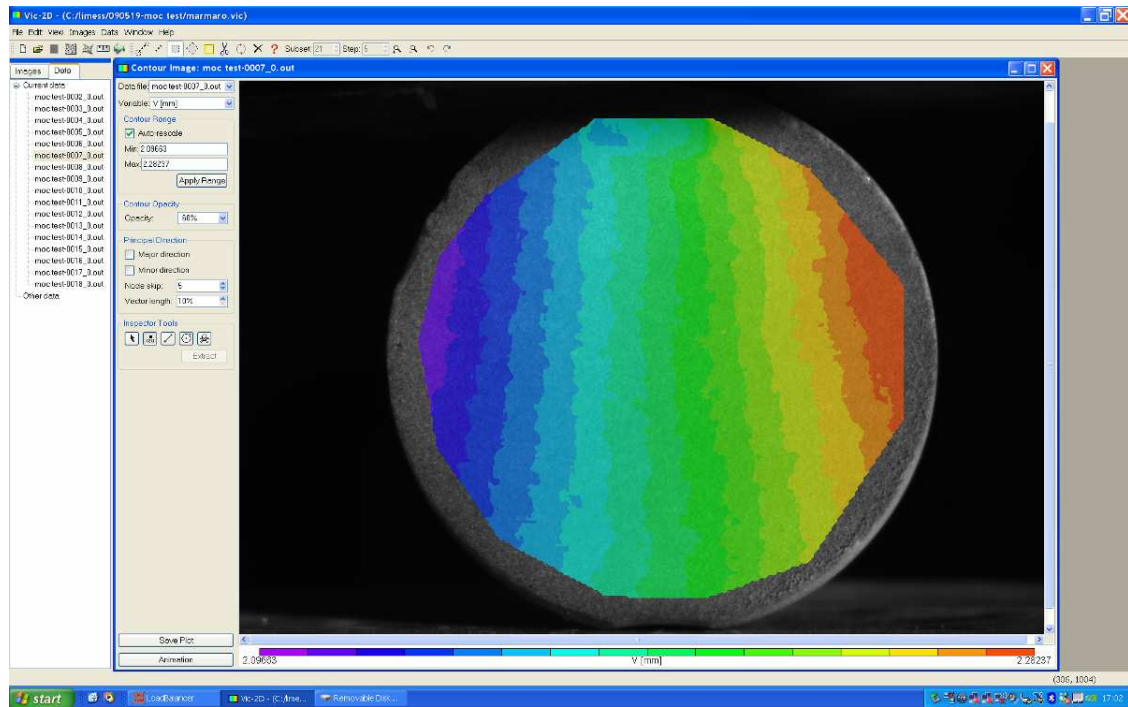 Vic-2D - (C:/limess/090519-moc test/marmaro.vic)
File Edit View Images Data Window Help
Subset 21 Step: 5
Images Data
Current data
moc test-0002_0.out
moc test-0003_0.out
moc test-0004_0.out
moc test-0005_0.out
moc test-0006_0.out
moc test-0007_0.out
moc test-0008_0.out
moc test-0009_0.out
moc test-0010_0.out
moc test-0011_0.out
moc test-0012_0.out
moc test-0013_0.out
moc test-0014_0.out
moc test-0015_0.out
moc test-0016_0.out
moc test-0017_0.out
moc test-0018_0.out
Other data
Contour Image: moc test-0007_0.out
Data file: moc test-0007_0.out
Variable: V [mm]
Contour Range
Auto-rescale
Min: 2.09663
Max: 2.28237
Apply Range
Contour Opacity
Opacity: 60%
Principal Direction
Major direction
Minor direction
Node skip: 5
Vector length: 10%
Inspector Tools
Extract
Save Plot
Animation
2.09663 V [mm] 2.28237
(306, 1004)
start
LoadBalancer
Vic-2D - (C:/lime...
Removable Disk...
17:02